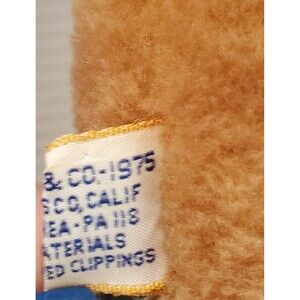 & CO.-1975
CO, CALIF
EA-PA 118
ATERIALS
ED CLIPPINGS